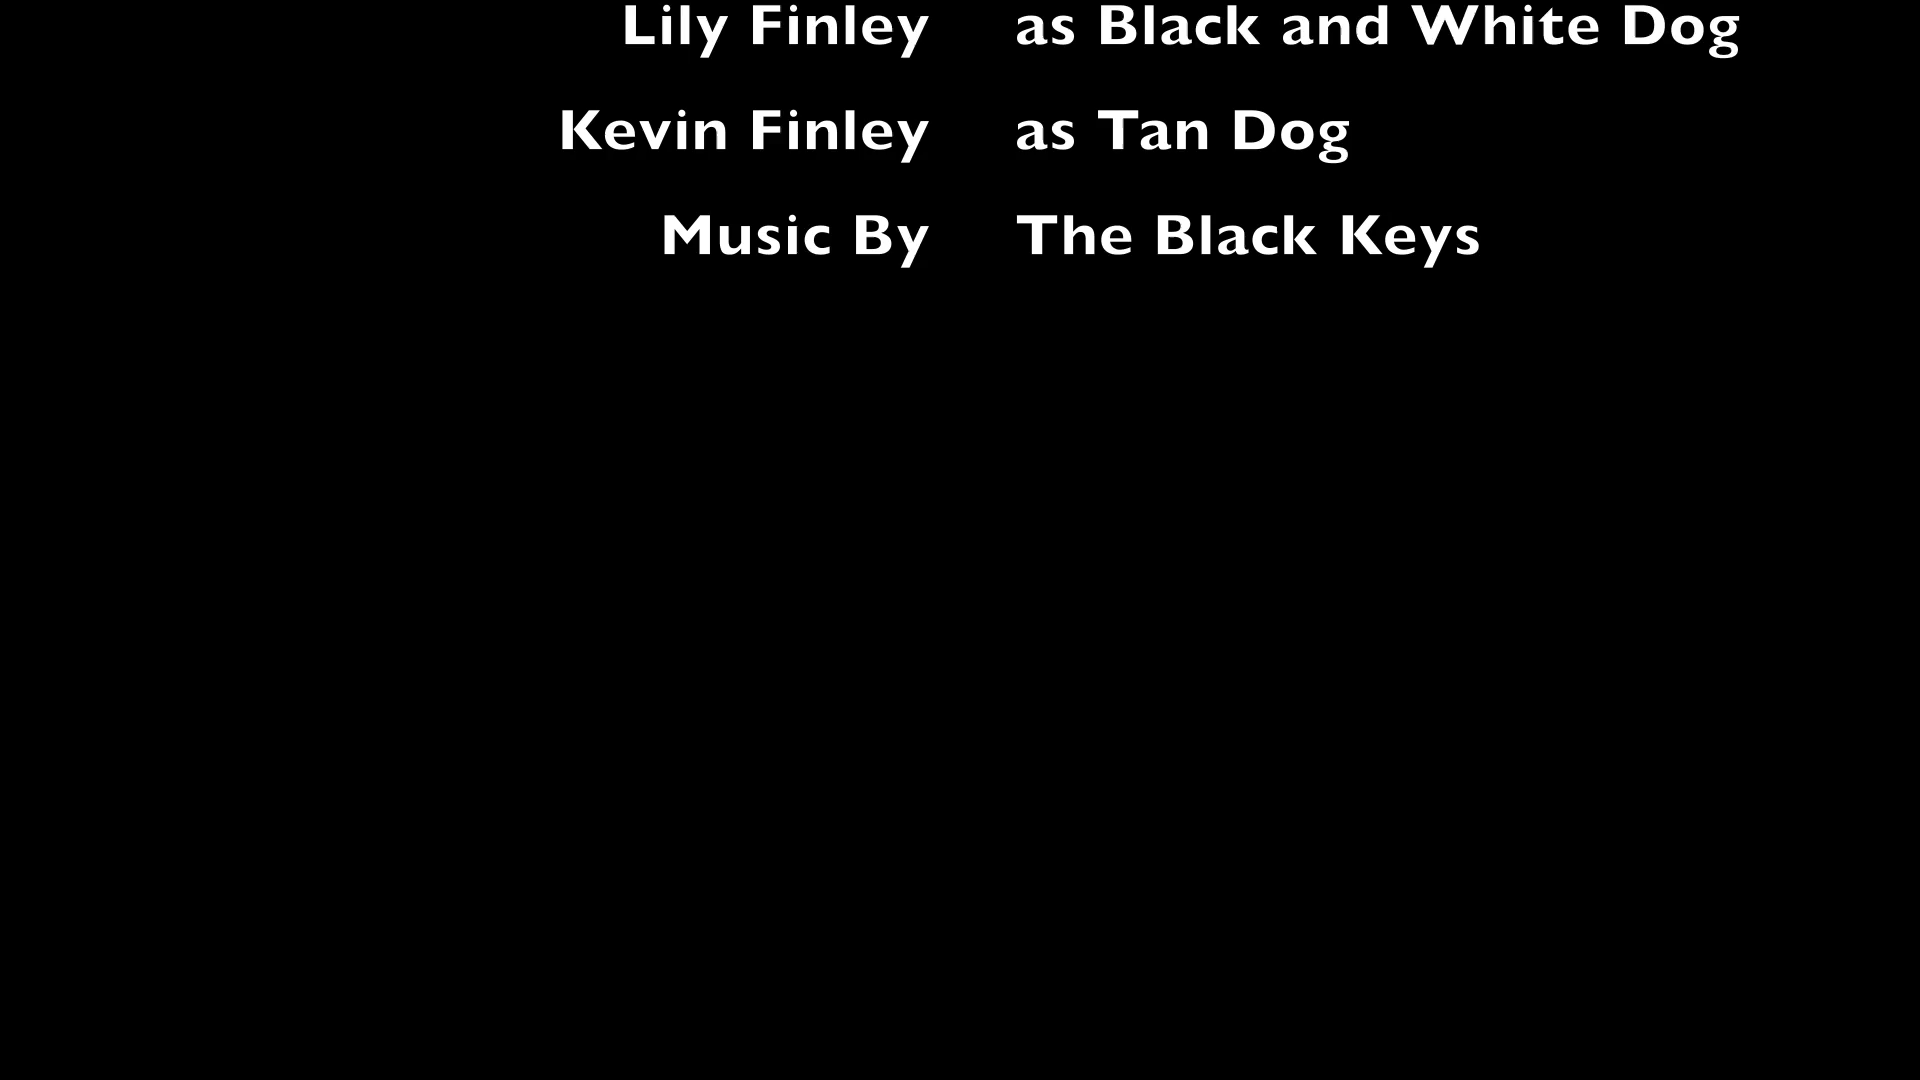 Lily Finley as Black and White Dog
Kevin Finley as Tan Dog
Music By The Black Keys